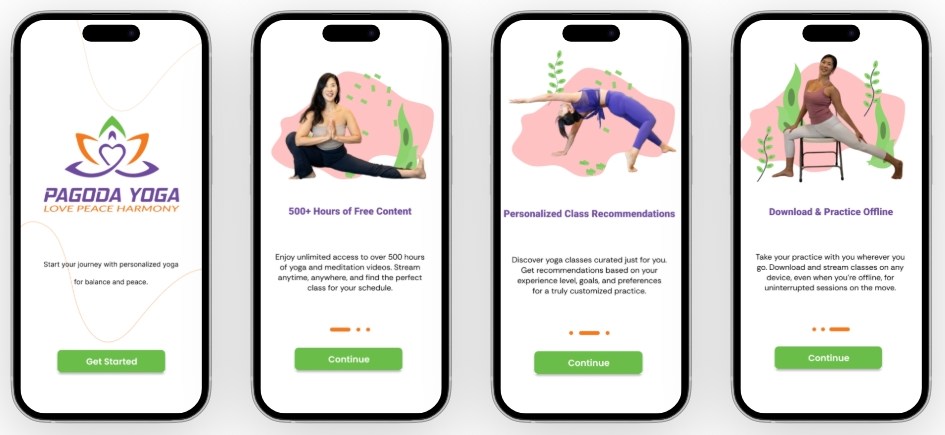 PAGODA YOGA
LOVE PEACE HARMONY
Start your journey with personalized yoga
for balance and peace.
Get Started
500+ Hours of Free Content
Enjoy unlimited access to over 500 hours
of yoga and meditation videos. Stream
anytime, anywhere, and find the perfect
class for your schedule.
Continue
Personalized Class Recommendations
Discover yoga classes curated just for you.
Get recommendations based on your
experience level, goals, and preferences
for a truly customized practice.
Continue
Download & Practice Offline
Take your practice with you wherever you
go. Download and stream classes on any
device, even when you're offline, for
uninterrupted sessions on the move.
Continue